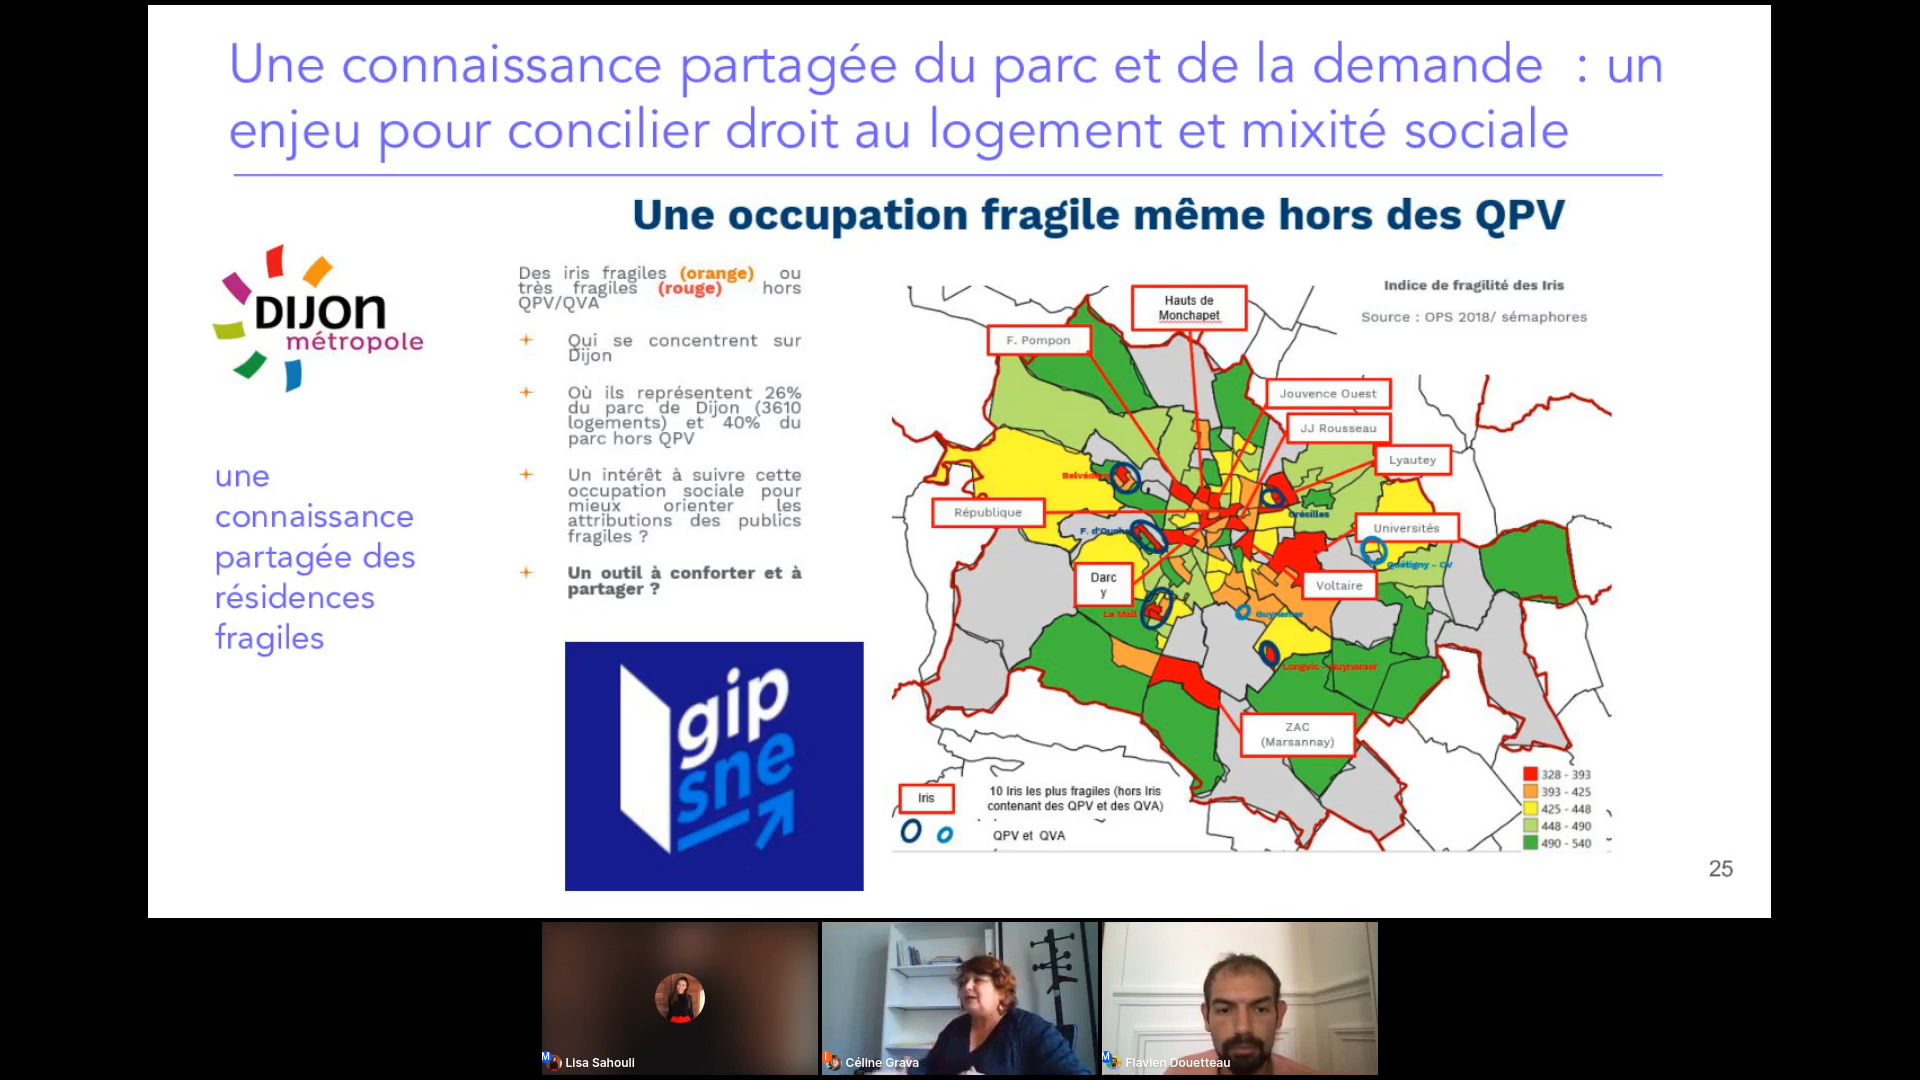 Une connaissance partagée du parc et de la demande : un
enjeu pour concilier droit au logement et mixité sociale
Une occupation fragile même hors des QPV
DIJON
métropole
une
connaissance
partagée des
résidences
fragiles
Des iris fragiles (orange) ou
très fragiles (rouge) hors
QPV/QVA
Qui se concentrent sur
Dijon
Où ils représentent 26%
du parc de Dijon (3610
logements) et 40% du
parc hors QPV
Un intérêt à suivre cette
occupation sociale pour
mieux orienter les
attributions des publics
fragiles ?
Un outil à conforter et à
partager ?
gip
sne
Indice de fragilité des Iris
Source : OPS 2018/ sémaphores
Hauts de
Monchapet
F. Pompon
Jouvence Ouest
JJ Rousseau
Lyautey
République
Universités
Darc
y
Voltaire
Le Mail
Guynemer
Longvic - Guynemer
ZAC
(Marsannay)
Iris
10 Iris les plus fragiles (hors Iris
contenant des QPV et des QVA)
QPV et QVA
328 - 393
393 - 425
425 - 448
448 - 490
490 - 540
25
Lisa Sahouli
Céline Grava
Flavien Douetteau